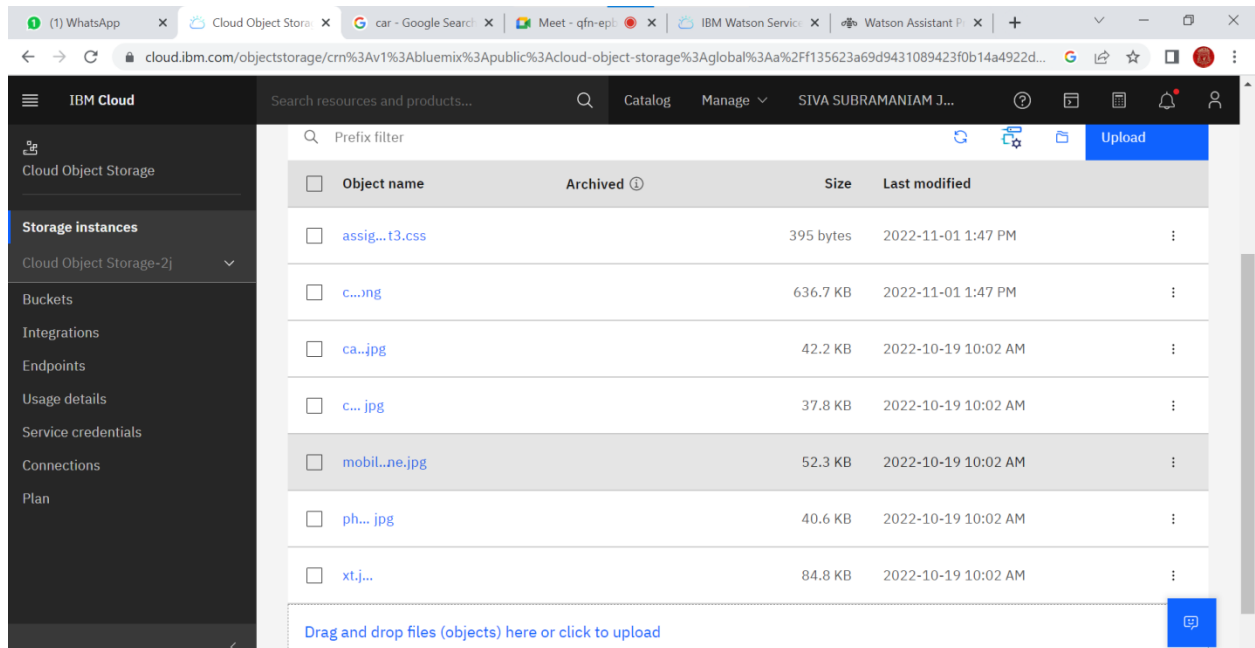 (1) WhatsApp
Cloud Object Stora
car - Google Search
Meet - qfn-epb
IBM Watson Service
Watson Assistant P
cloud.ibm.com/objectstorage/crn%3Av1%3Abluemix%3Apublic%3Acloud-object-storage%3Aglobal%3Aa%2Ff135623a69d9431089423f0b14a4922d...
IBM Cloud
Search resources and products...
Catalog
Manage
SIVA SUBRAMANIAM J...
Cloud Object Storage
Storage instances
Cloud Object Storage-2j
Buckets
Integrations
Endpoints
Usage details
Service credentials
Connections
Plan
Prefix filter
Upload
Object name Archived Size Last modified
assig...t3.css 395 bytes 2022-11-01 1:47 PM
c...ng 636.7 KB 2022-11-01 1:47 PM
ca...jpg 42.2 KB 2022-10-19 10:02 AM
c... jpg 37.8 KB 2022-10-19 10:02 AM
mobil...ne.jpg 52.3 KB 2022-10-19 10:02 AM
ph... jpg 40.6 KB 2022-10-19 10:02 AM
xt.j... 84.8 KB 2022-10-19 10:02 AM
Drag and drop files (objects) here or click to upload